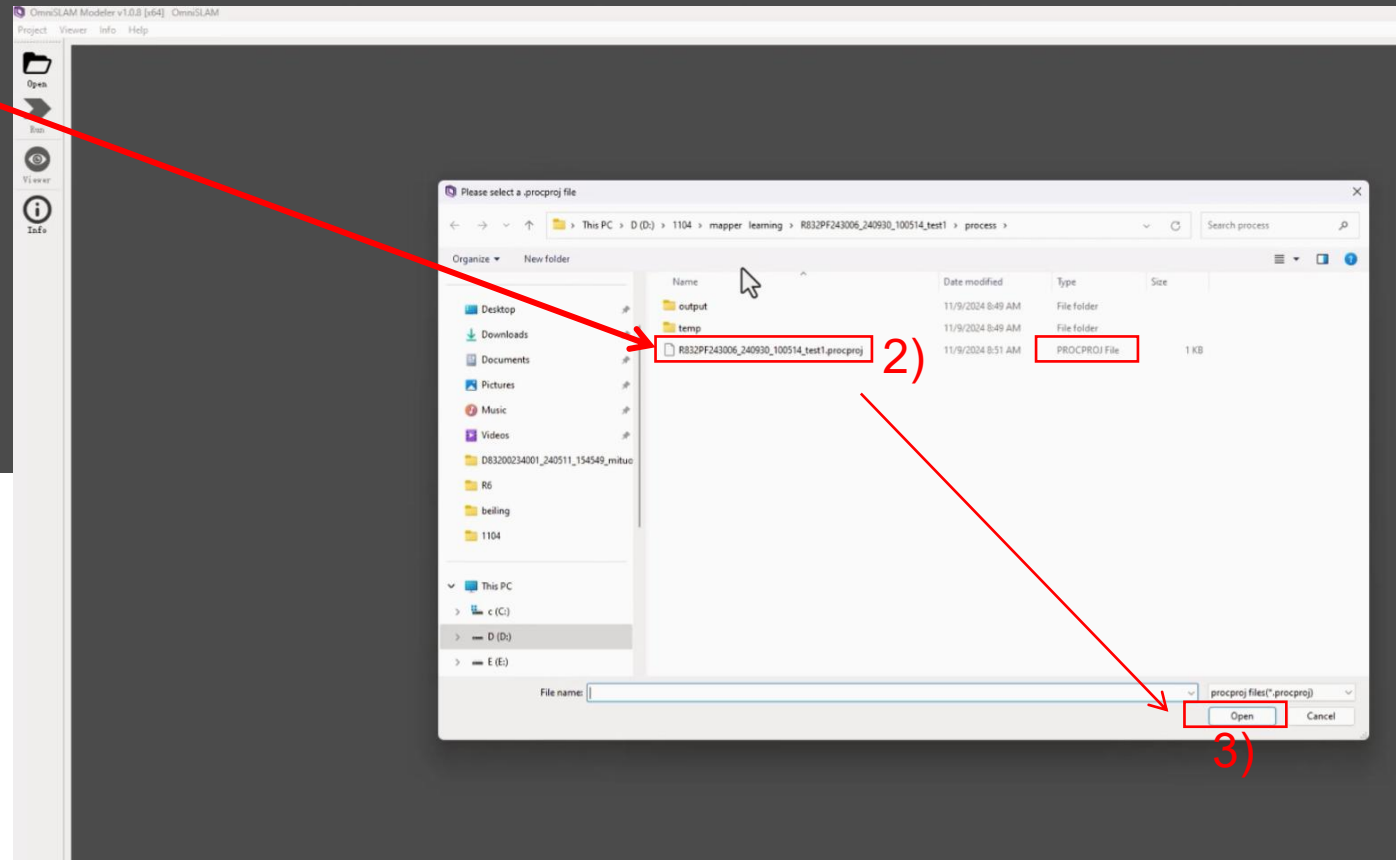 OmniSLAM Modeler v1.0.8 [x64] OmniSLAM
Project Viewer Info Help
Open
Run
Viewer
Info
Please select a .procproj file
This PC > D (D:) > 1104 > mapper learning > R832PF243006_240930_100514_test1 > process >
Search process
Organize New folder
Name Date modified Type Size
Desktop
Downloads
Documents
Pictures
Music
Videos
D83200234001_240511_154549_mituo
R6
beiling
1104
This PC
c (C:)
D (D:)
E (E:)
output 11/9/2024 8:49 AM File folder
temp 11/9/2024 8:49 AM File folder
R832PF243006_240930_100514_test1.procproj 11/9/2024 8:51 AM PROCPROJ File 1 KB
2)
File name: procproj files(*.procproj)
Open Cancel
3)